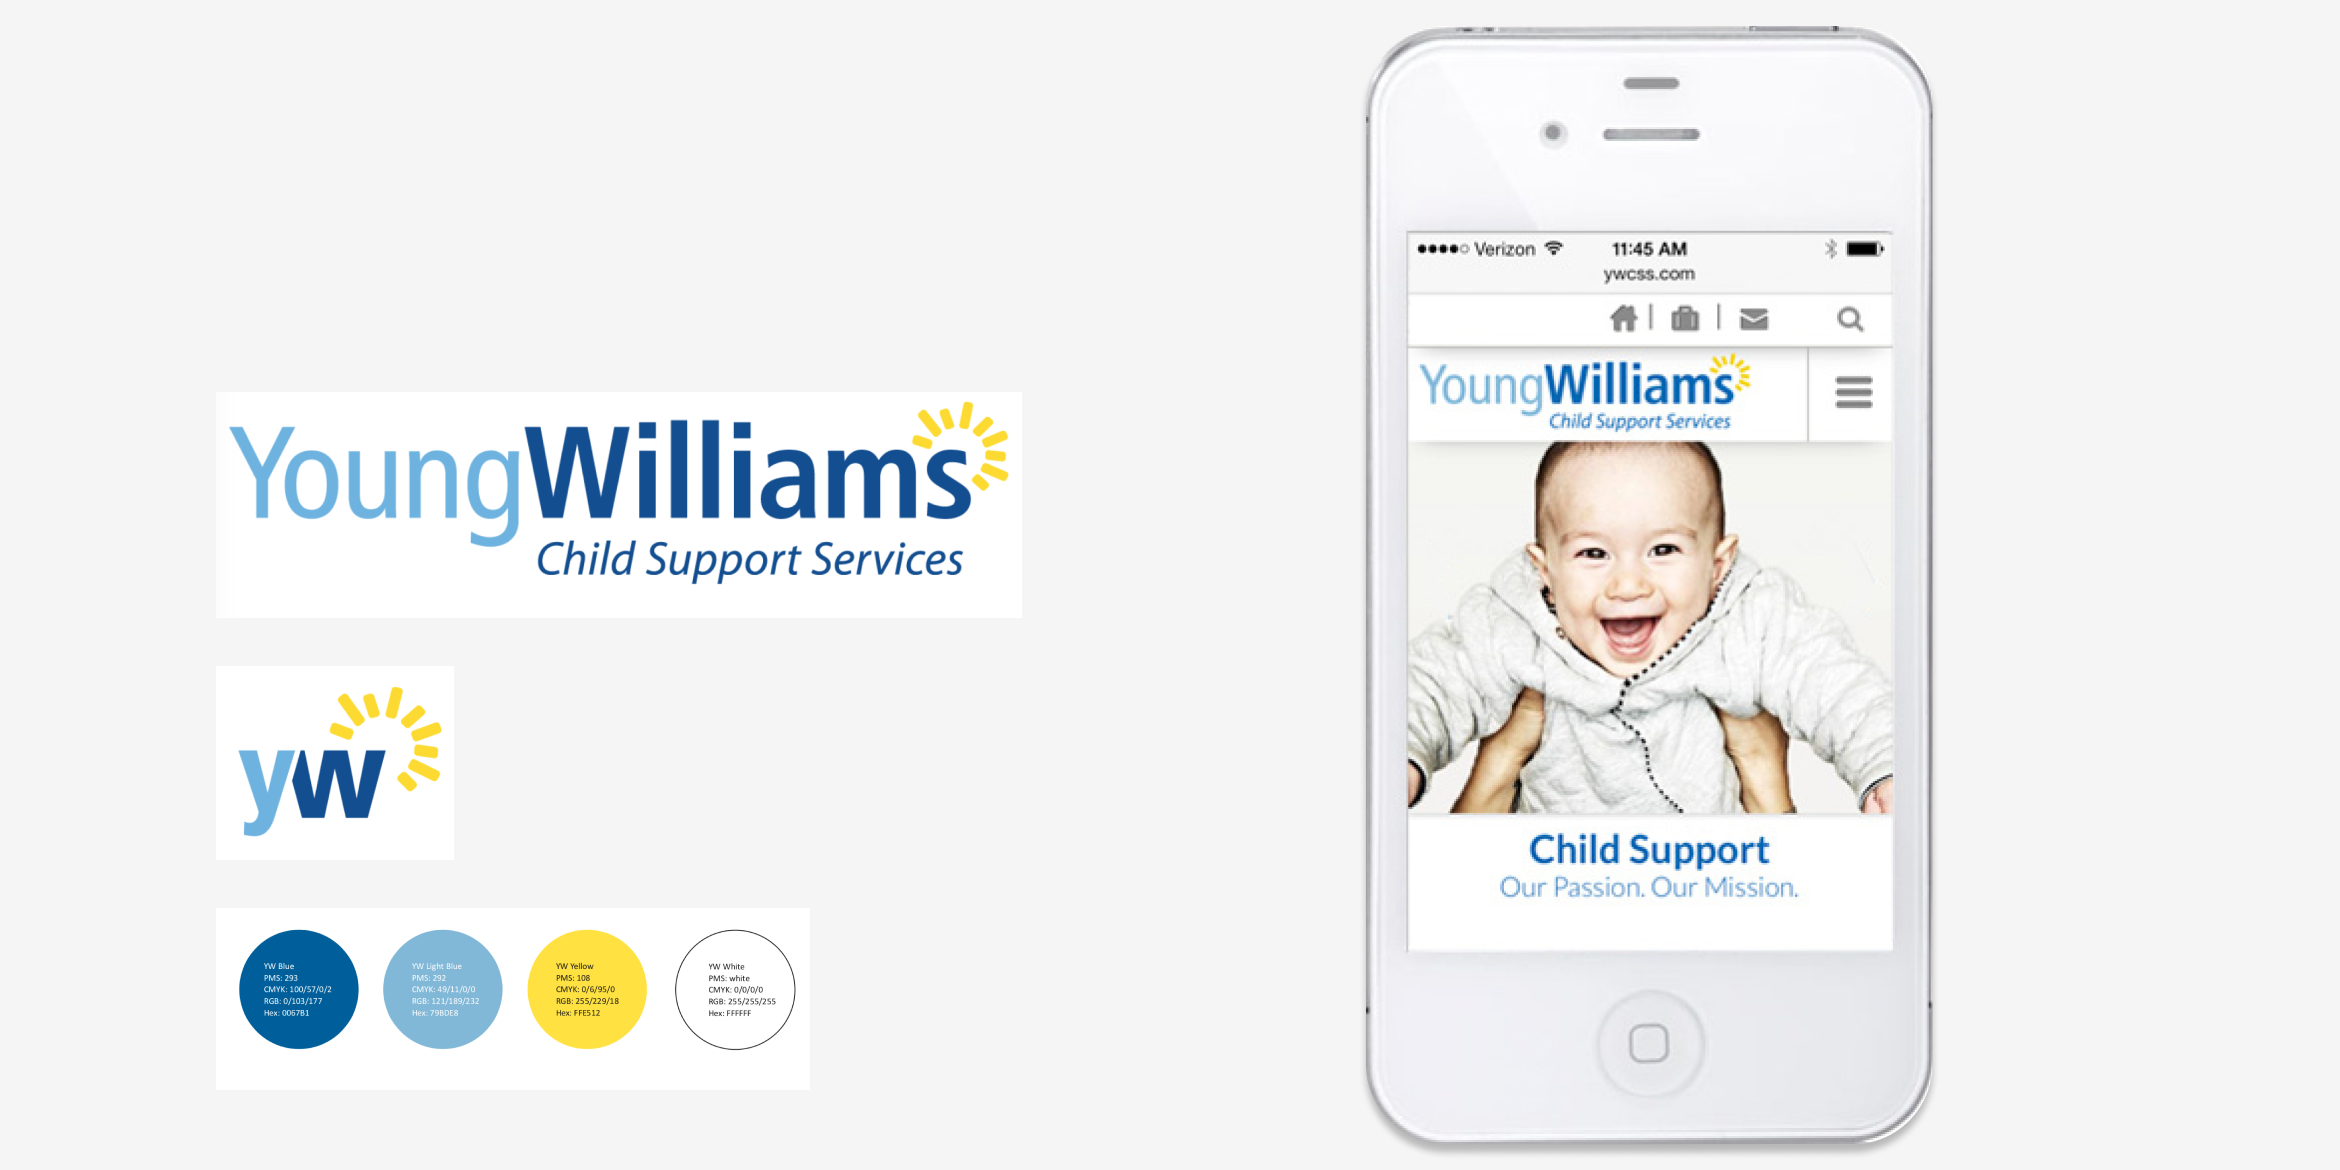 YoungWilliams
Child Support Services
yw
YW Blue
PMS: 293
CMYK: 100/57/0/2
RGB: 0/103/177
Hex: 0067B1
YW Light Blue
PMS: 292
CMYK: 49/11/0/0
RGB: 121/189/232
Hex: 79BDE8
YW Yellow
PMS: 108
CMYK: 0/6/95/0
RGB: 255/229/18
Hex: FFE512
YW White
PMS: white
CMYK: 0/0/0/0
RGB: 255/255/255
Hex: FFFFFF
Verizon 11:45 AM
ywcss.com
YoungWilliams
Child Support Services
Child Support
Our Passion. Our Mission.